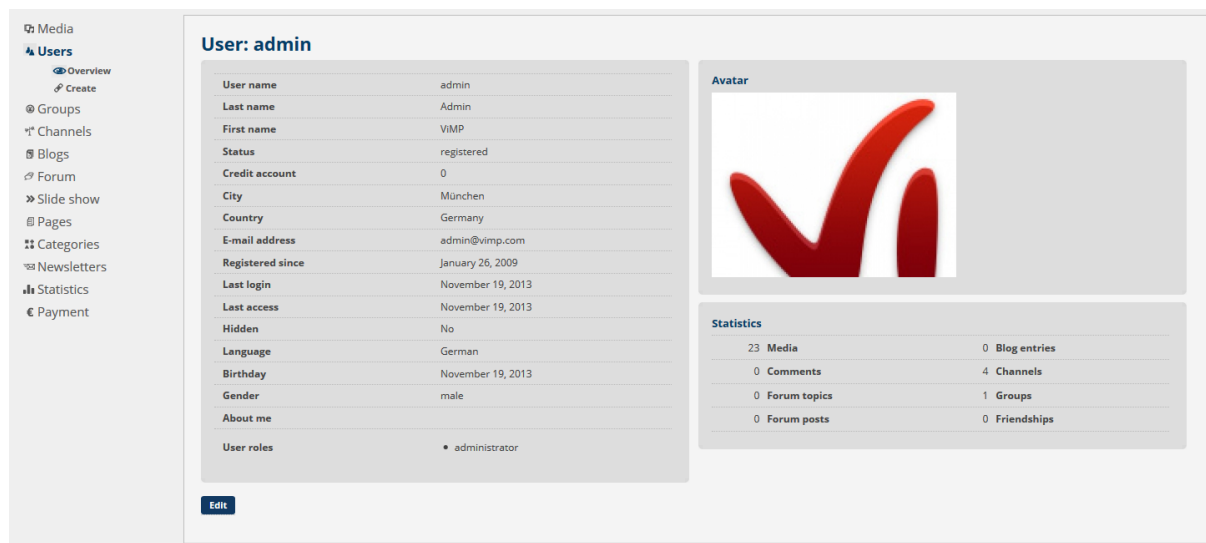 Media
Users
Overview
Create
Groups
Channels
Blogs
Forum
Slide show
Pages
Categories
Newsletters
Statistics
Payment
User: admin
User name admin
Last name Admin
First name ViMP
Status registered
Credit account 0
City München
Country Germany
E-mail address admin@vimp.com
Registered since January 26, 2009
Last login November 19, 2013
Last access November 19, 2013
Hidden No
Language German
Birthday November 19, 2013
Gender male
About me
User roles • administrator
Edit
Avatar
Statistics
23 Media 0 Blog entries
0 Comments 4 Channels
0 Forum topics 1 Groups
0 Forum posts 0 Friendships